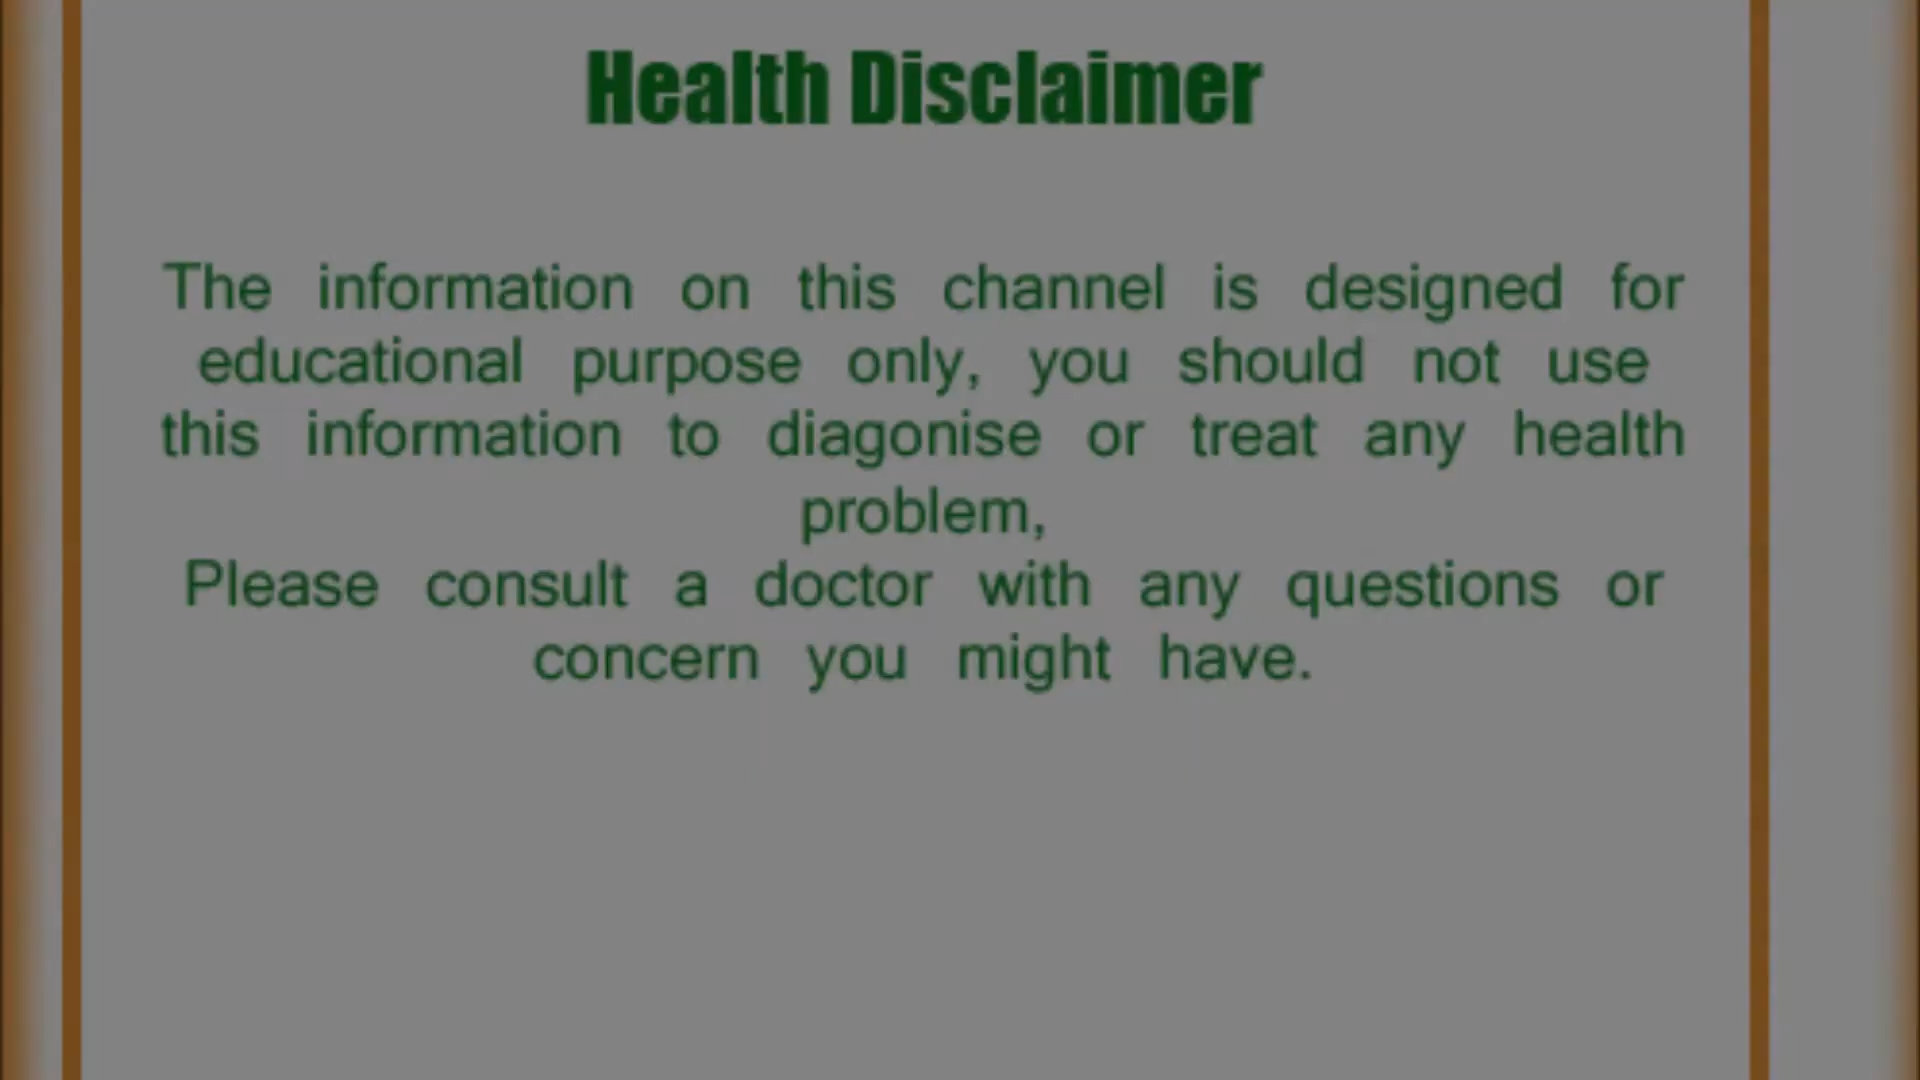 Health Disclaimer
The information on this channel is designed for
educational purpose only, you should not use
this information to diagonise or treat any health
problem,
Please consult a doctor with any questions or
concern you might have.